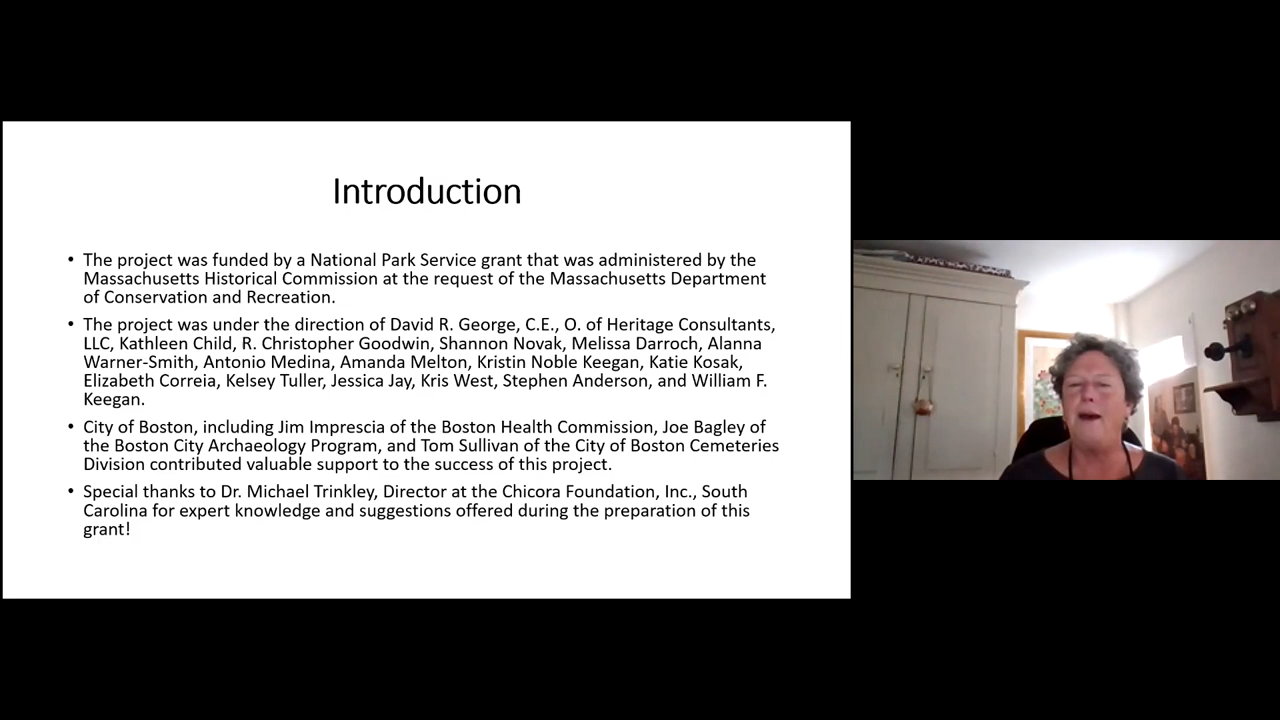 Introduction
• The project was funded by a National Park Service grant that was administered by the
Massachusetts Historical Commission at the request of the Massachusetts Department
of Conservation and Recreation.
• The project was under the direction of David R. George, C.E., O. of Heritage Consultants,
LLC, Kathleen Child, R. Christopher Goodwin, Shannon Novak, Melissa Darroch, Alanna
Warner-Smith, Antonio Medina, Amanda Melton, Kristin Noble Keegan, Katie Kosak,
Elizabeth Correia, Kelsey Tuller, Jessica Jay, Kris West, Stephen Anderson, and William F.
Keegan.
• City of Boston, including Jim Imprescia of the Boston Health Commission, Joe Bagley of
the Boston City Archaeology Program, and Tom Sullivan of the City of Boston Cemeteries
Division contributed valuable support to the success of this project.
• Special thanks to Dr. Michael Trinkley, Director at the Chicora Foundation, Inc., South
Carolina for expert knowledge and suggestions offered during the preparation of this
grant!